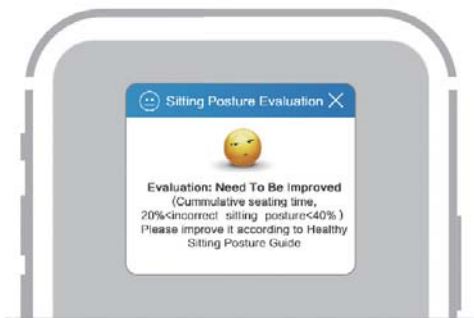 Sitting Posture Evaluation
Evaluation: Need To Be Improved
(Cummulative seating time,
20%<incorrect sitting posture<40%)
Please improve it according to Healthy
Sitting Posture Guide